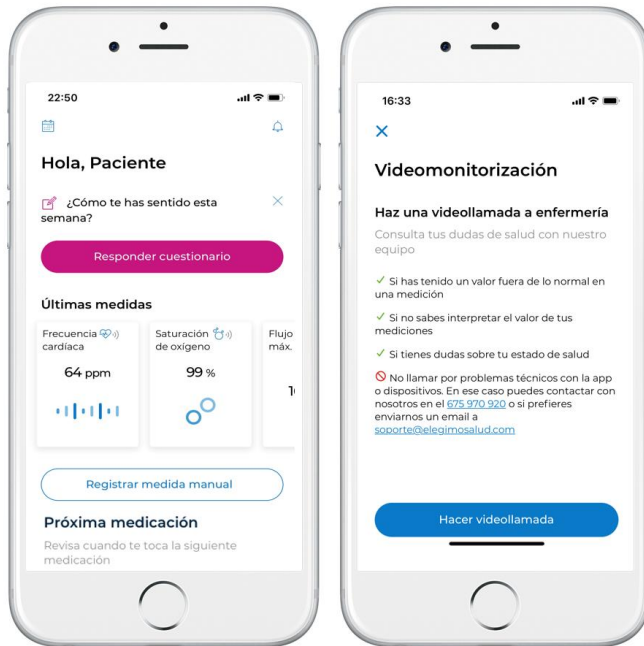 22:50
Hola, Paciente
¿Cómo te has sentido esta
semana?
Responder cuestionario
Últimas medidas
Frecuencia
cardíaca
64 ppm
Saturación
de oxígeno
99 %
Flujo
máx.
Registrar medida manual
Próxima medicación
Revisa cuando te toca la siguiente
medicación
16:33
Videomonitorización
Haz una videollamada a enfermería
Consulta tus dudas de salud con nuestro
equipo
Si has tenido un valor fuera de lo normal en
una medición
Si no sabes interpretar el valor de tus
mediciones
Si tienes dudas sobre tu estado de salud
No llamar por problemas técnicos con la app
o dispositivos. En ese caso puedes contactar con
nosotros en el 675 970 920 o si prefieres
enviarnos un email a
soporte@elegimosalud.com
Hacer videollamada